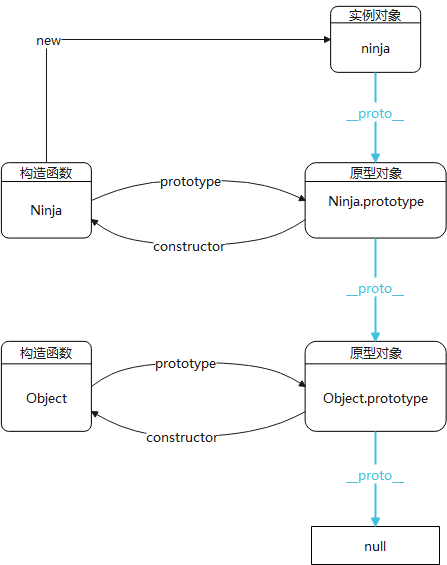 实例对象
new
ninja
__proto__
构造函数
原型对象
prototype
Ninja
Ninja.prototype
constructor
__proto__
构造函数
原型对象
prototype
Object
Object.prototype
constructor
__proto__
null